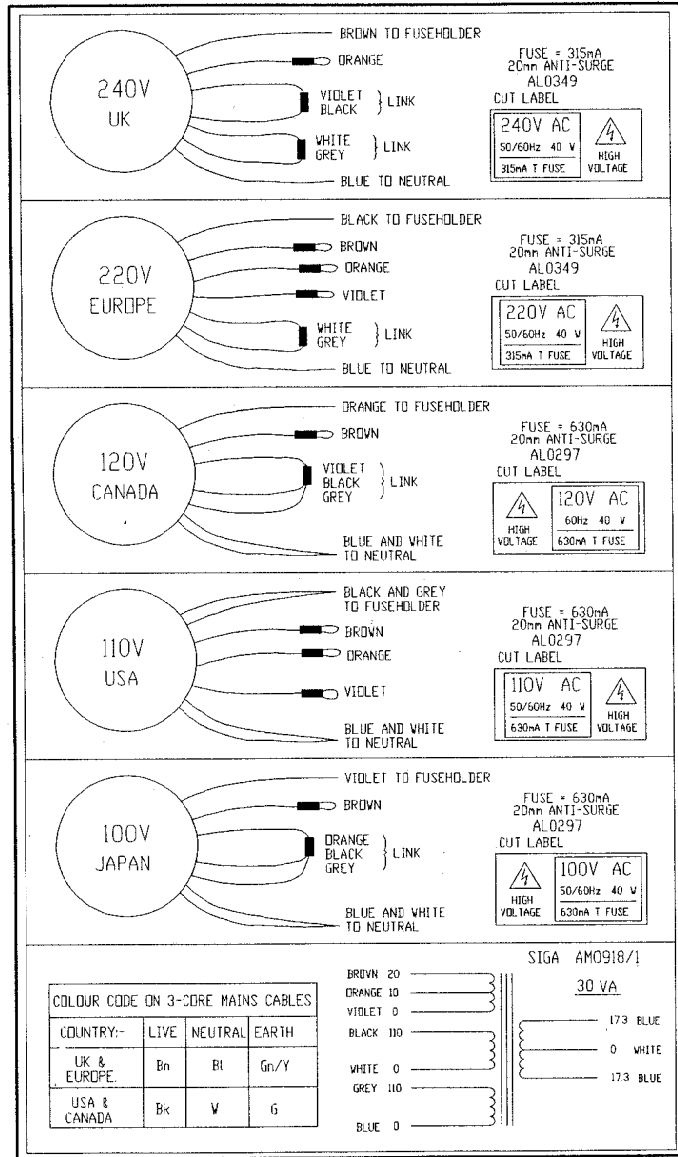 BROWN TO FUSEHOLDER
ORANGE
VIOLET
BLACK
LINK
WHITE
GREY
LINK
BLUE TO NEUTRAL
240V
UK
FUSE = 315mA
20mm ANTI-SURGE
AL0349
CUT LABEL
240V AC
50/60Hz 40 W
315mA T FUSE
HIGH
VOLTAGE
BLACK TO FUSEHOLDER
BROWN
ORANGE
VIOLET
WHITE
GREY
LINK
BLUE TO NEUTRAL
220V
EUROPE
FUSE = 315mA
20mm ANTI-SURGE
AL0349
CUT LABEL
220V AC
50/60Hz 40 W
315mA T FUSE
HIGH
VOLTAGE
ORANGE TO FUSEHOLDER
BROWN
VIOLET
BLACK
GREY
LINK
BLUE AND WHITE
TO NEUTRAL
120V
CANADA
FUSE = 630mA
20mm ANTI-SURGE
AL0297
CUT LABEL
HIGH
VOLTAGE
120V AC
60Hz 40 W
630mA T FUSE
BLACK AND GREY
TO FUSEHOLDER
BROWN
ORANGE
VIOLET
BLUE AND WHITE
TO NEUTRAL
110V
USA
FUSE = 630mA
20mm ANTI-SURGE
AL0297
CUT LABEL
110V AC
50/60Hz 40 W
630mA T FUSE
HIGH
VOLTAGE
VIOLET TO FUSEHOLDER
BROWN
ORANGE
BLACK
GREY
LINK
BLUE AND WHITE
TO NEUTRAL
100V
JAPAN
FUSE = 630mA
20mm ANTI-SURGE
AL0297
CUT LABEL
HIGH
VOLTAGE
100V AC
50/60Hz 40 W
630mA T FUSE
COLOUR CODE ON 3-CORE MAINS CABLES
COUNTRY:- LIVE NEUTRAL EARTH
UK &
EUROPE. Bn Bl Gn/Y
USA &
CANADA Bk W G
BROWN 20
ORANGE 10
VIOLET 0
BLACK 110
WHITE 0
GREY 110
BLUE 0
SIGA AM0918/1
30 VA
17.3 BLUE
0 WHITE
17.3 BLUE